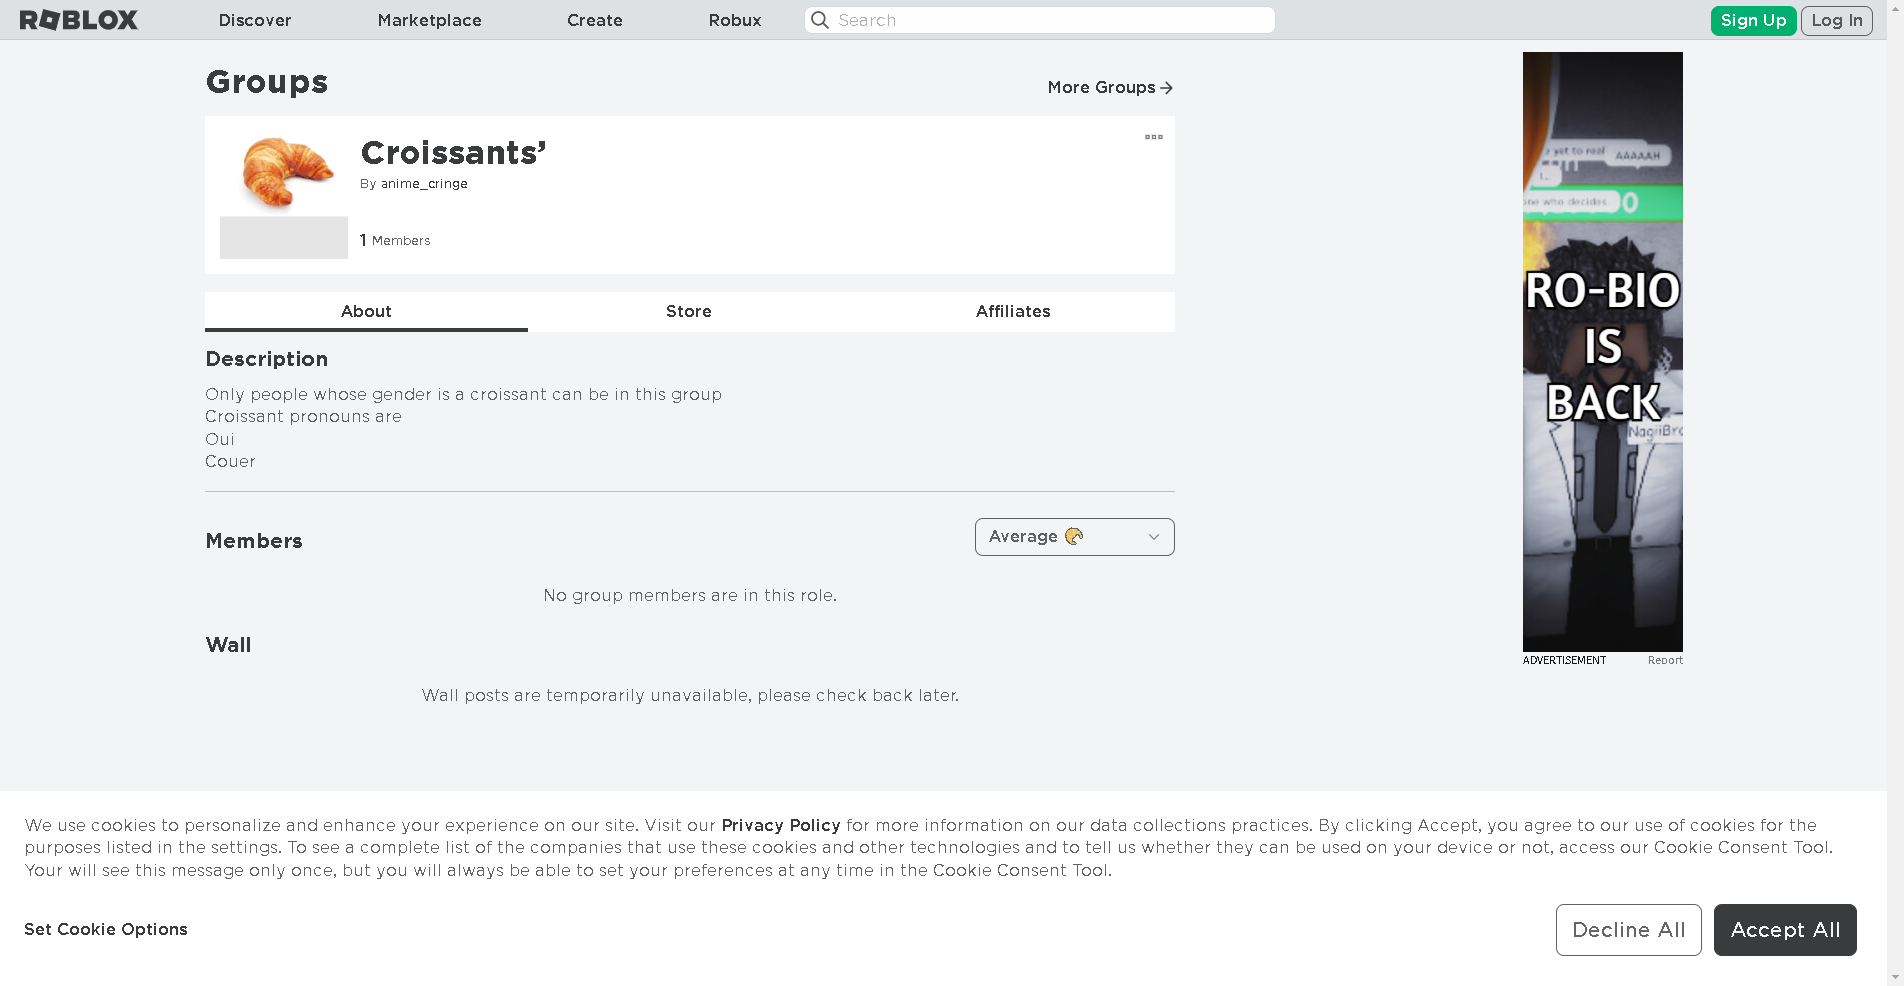 ROBLOX
Discover
Marketplace
Create
Robux
Search
Sign Up
Log In
Groups
More Groups
Croissants’
By anime_cringe
1 Members
About
Store
Affiliates
Description
Only people whose gender is a croissant can be in this group
Croissant pronouns are
Oui
Couer
Members
Average
No group members are in this role.
Wall
Wall posts are temporarily unavailable, please check back later.
yet to real
AAAAAH
one who decides..
0
RO-BIO
IS
BACK
ADVERTISEMENT
Report
We use cookies to personalize and enhance your experience on our site. Visit our Privacy Policy for more information on our data collections practices. By clicking Accept, you agree to our use of cookies for the
purposes listed in the settings. To see a complete list of the companies that use these cookies and other technologies and to tell us whether they can be used on your device or not, access our Cookie Consent Tool.
Your will see this message only once, but you will always be able to set your preferences at any time in the Cookie Consent Tool.
Set Cookie Options
Decline All
Accept All